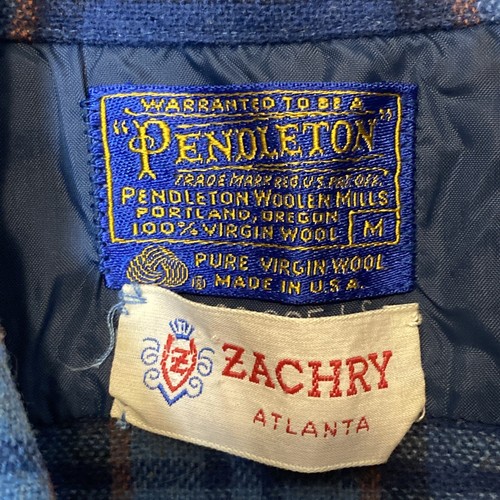 WARRANTED TO BE A
"PENDLETON"
TRADE MARK REG. U.S. PAT. OFF.
PENDLETON WOOLEN MILLS
PORTLAND, OREGON
100% VIRGIN WOOL M
® PURE VIRGIN WOOL
MADE IN U.S.A.
Z ZACHRY
ATLANTA